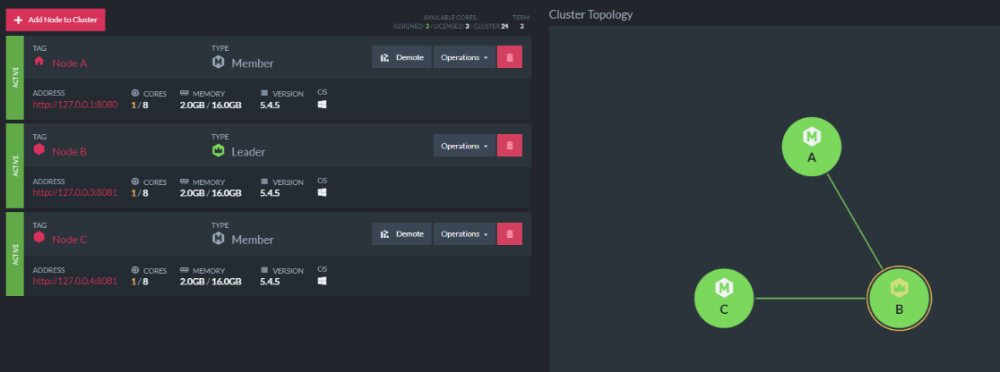 Add Node to Cluster
AVAILABLE CORES:
ASSIGNED: 3 / LICENSED: 3 / CLUSTER 24
TERM:
3
ACTIVE
TAG
Node A
TYPE
Member
Demote
Operations
ADDRESS
http://127.0.0.1:8080
CORES
1 / 8
MEMORY
2.0GB / 16.0GB
VERSION
5.4.5
OS
ACTIVE
TAG
Node B
TYPE
Leader
Operations
ADDRESS
http://127.0.0.3:8081
CORES
1 / 8
MEMORY
2.0GB / 16.0GB
VERSION
5.4.5
OS
ACTIVE
TAG
Node C
TYPE
Member
Demote
Operations
ADDRESS
http://127.0.0.4:8081
CORES
1 / 8
MEMORY
2.0GB / 16.0GB
VERSION
5.4.5
OS
Cluster Topology
M
A
M
C
B